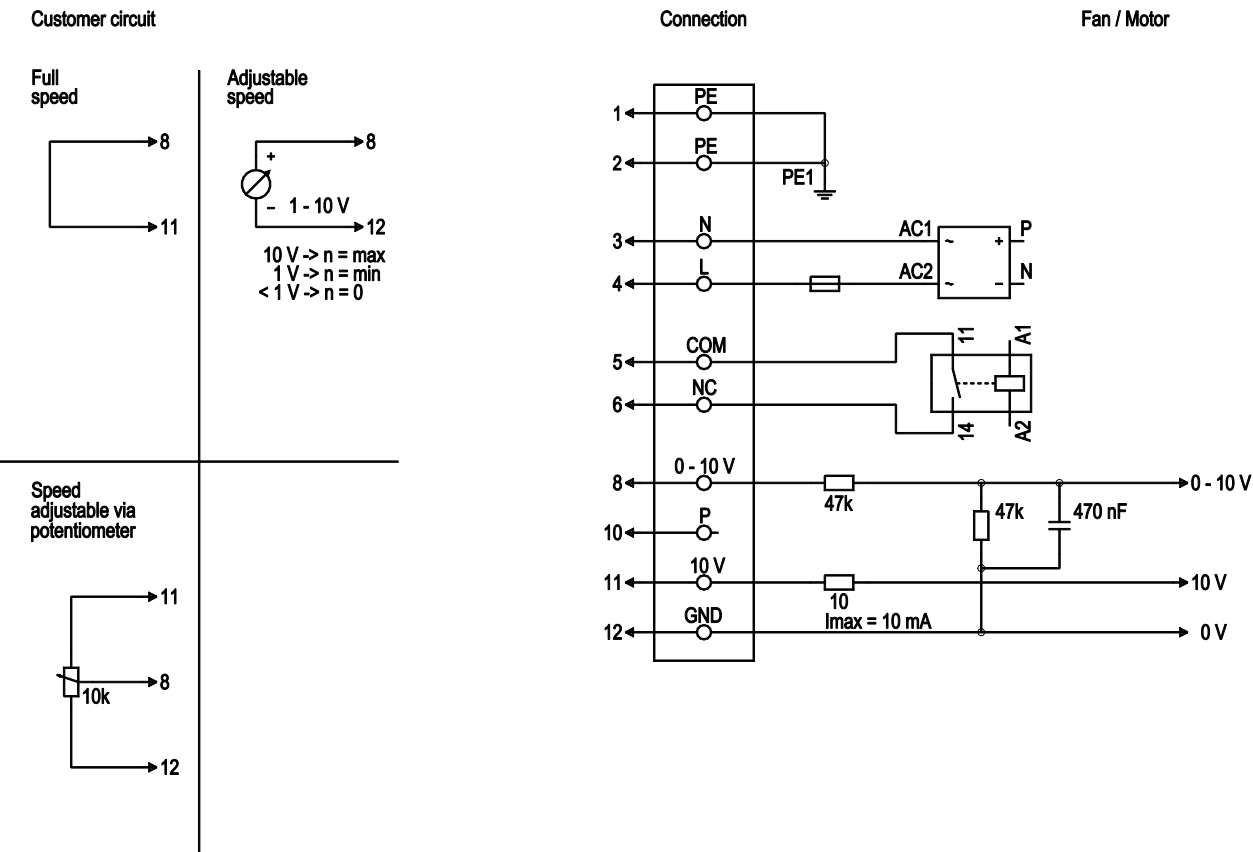 Customer circuit
Connection
Fan / Motor
Full
speed
8
11
Adjustable
speed
8
+
–
1 - 10 V
12
10 V -> n = max
1 V -> n = min
< 1 V -> n = 0
Speed
adjustable via
potentiometer
11
8
10k
12
1
PE
2
PE
PE1
3
N
AC1
~
+
P
4
L
AC2
~
–
N
5
COM
11
A1
6
NC
14
A2
8
0 - 10 V
47k
47k
470 nF
0 - 10 V
10
P
11
10 V
10
Imax = 10 mA
10 V
12
GND
0 V